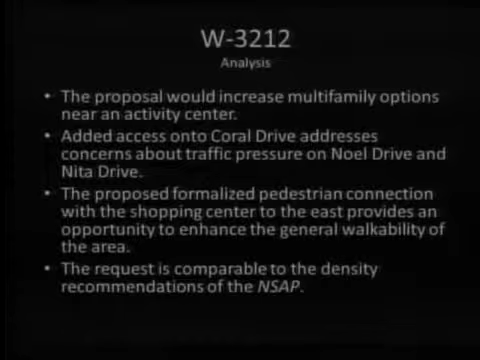 W-3212
Analysis
• The proposal would increase multifamily options
near an activity center.
• Added access onto Coral Drive addresses
concerns about traffic pressure on Noel Drive and
Nita Drive.
• The proposed formalized pedestrian connection
with the shopping center to the east provides an
opportunity to enhance the general walkability of
the area.
• The request is comparable to the density
recommendations of the NSAP.